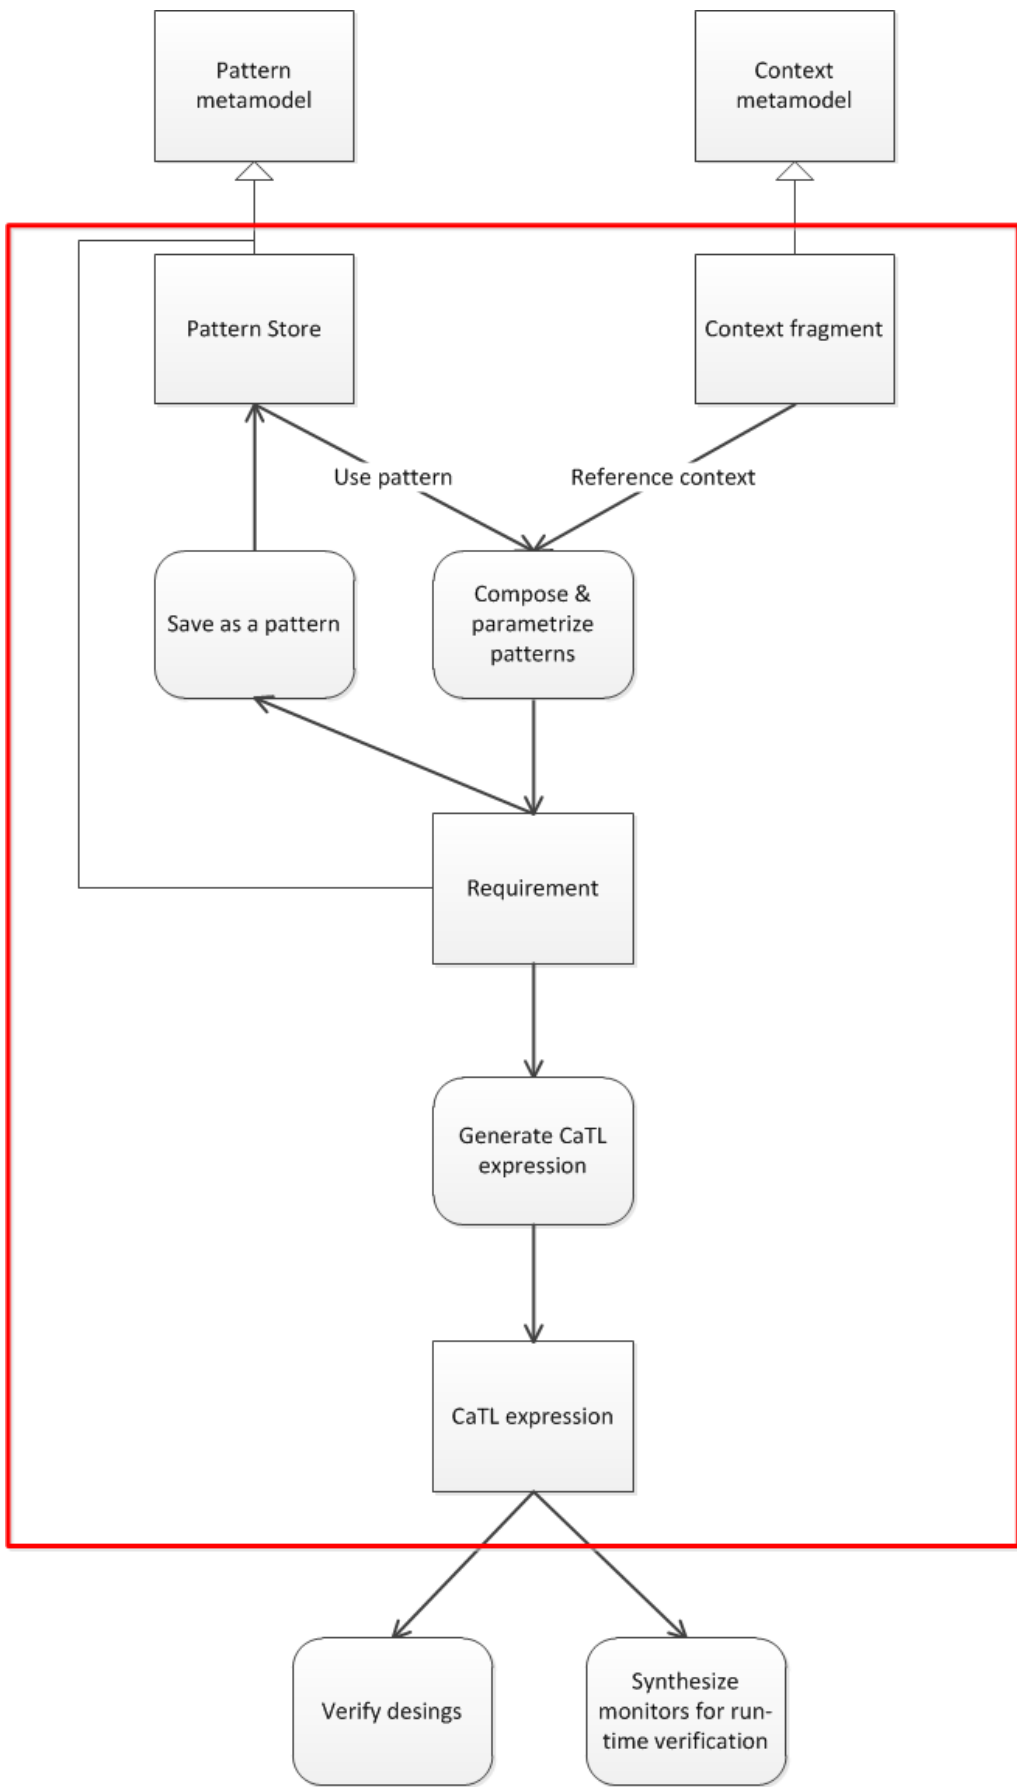 Pattern
metamodel
Context
metamodel
Pattern Store
Context fragment
Use pattern
Reference context
Save as a pattern
Compose &
parametrize
patterns
Requirement
Generate CaTL
expression
CaTL expression
Verify desings
Synthesize
monitors for run-
time verification